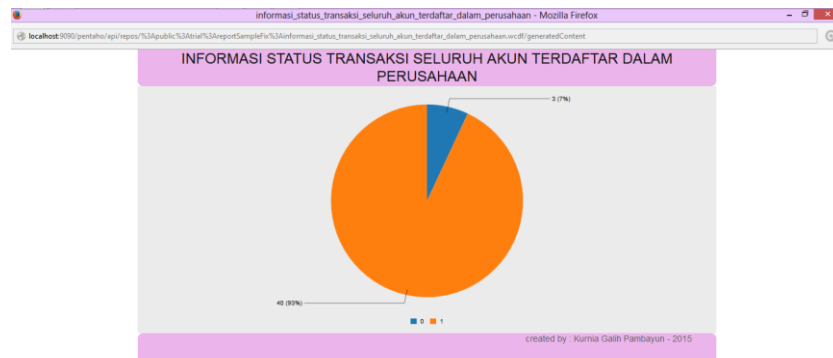 informasi_status_transaksi_seluruh_akun_terdaftar_dalam_perusahaan - Mozilla Firefox
localhost:9090/pentaho/api/repos/%3Apublic%3Atrial%3AreportSampleFix%3Ainformasi_status_transaksi_seluruh_akun_terdaftar_dalam_perusahaan.wcdf/generatedContent
INFORMASI STATUS TRANSAKSI SELURUH AKUN TERDAFTAR DALAM
PERUSAHAAN
3 (7%)
40 (93%)
0 1
created by : Kurnia Galih Pambayun - 2015